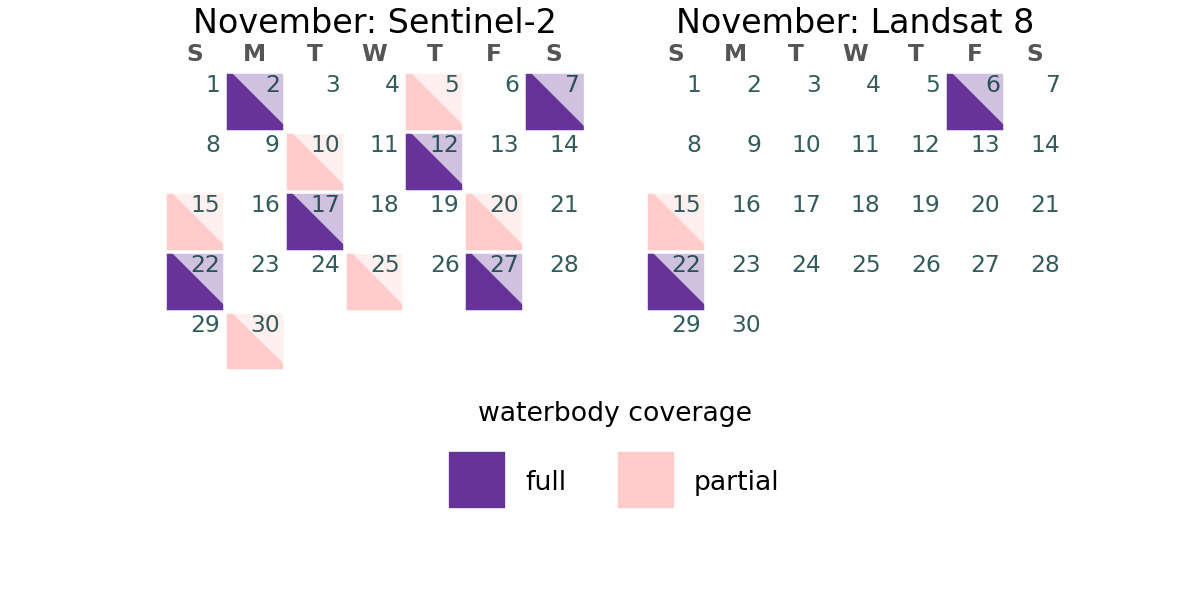 November: Sentinel-2
S M T W T F S
1 2 3 4 5 6 7
8 9 10 11 12 13 14
15 16 17 18 19 20 21
22 23 24 25 26 27 28
29 30
November: Landsat 8
S M T W T F S
1 2 3 4 5 6 7
8 9 10 11 12 13 14
15 16 17 18 19 20 21
22 23 24 25 26 27 28
29 30
waterbody coverage
full
partial